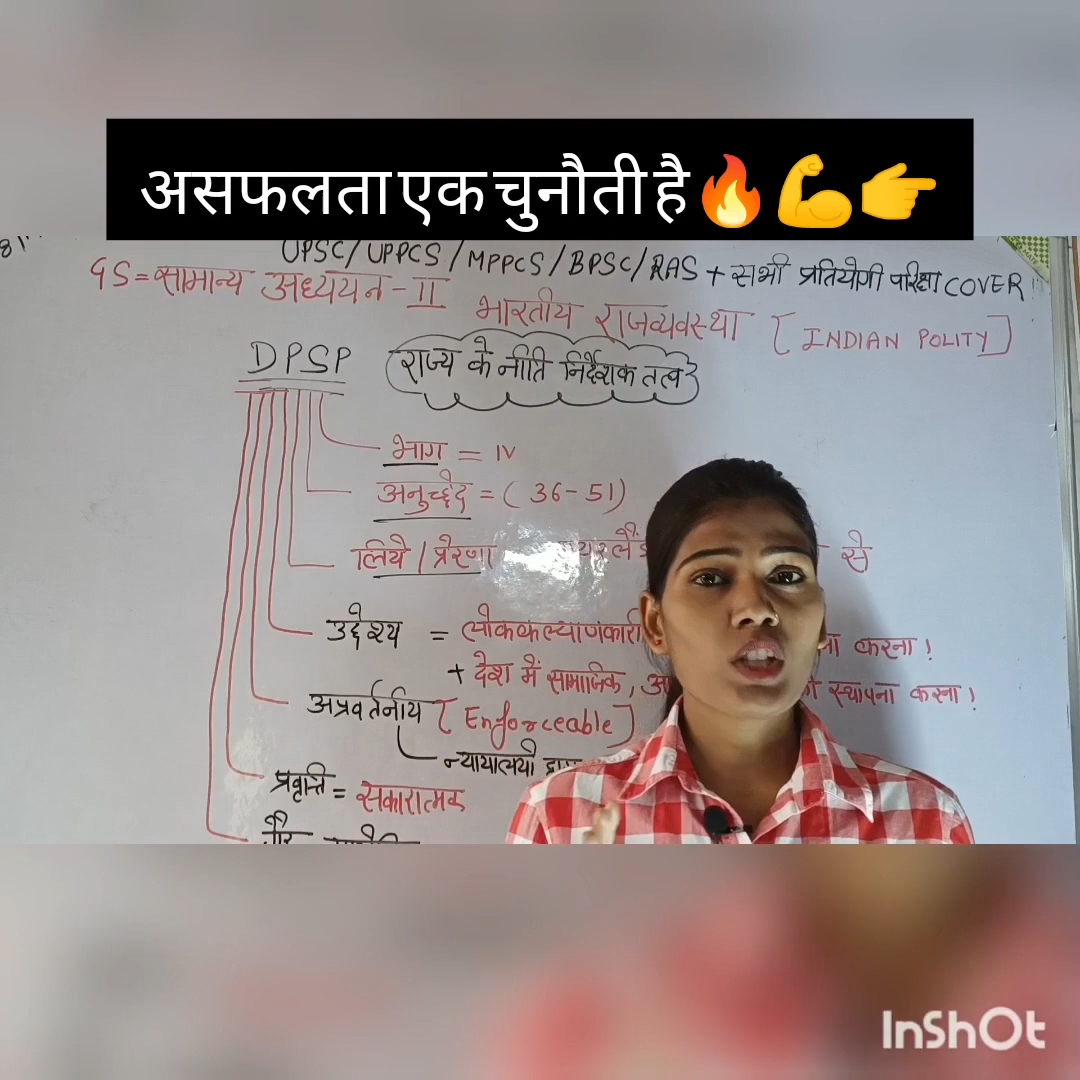 असफलता एक चुनौती है🔥💪👉
UPSC/UPPCS/MPPCS/BPSC/RAS + सभी प्रतियोगी परिक्षा COVER
GS = सामान्य अध्ययन - II
भारतीय राजव्यवस्था [INDIAN POLITY]
DPSP राज्य के नीति निर्देशक तत्व
भाग = IV
अनुच्छेद = (36-51)
लिये / प्रेरणा से
उद्देश्य = लोककल्याणकारी करना!
+ देश में सामाजिक, स्थापना करना!
अप्रवर्तनीय [Enforceable]
न्यायालयो द्वारा
प्रवृत्ति = सकारात्मक
गैर
InShOt